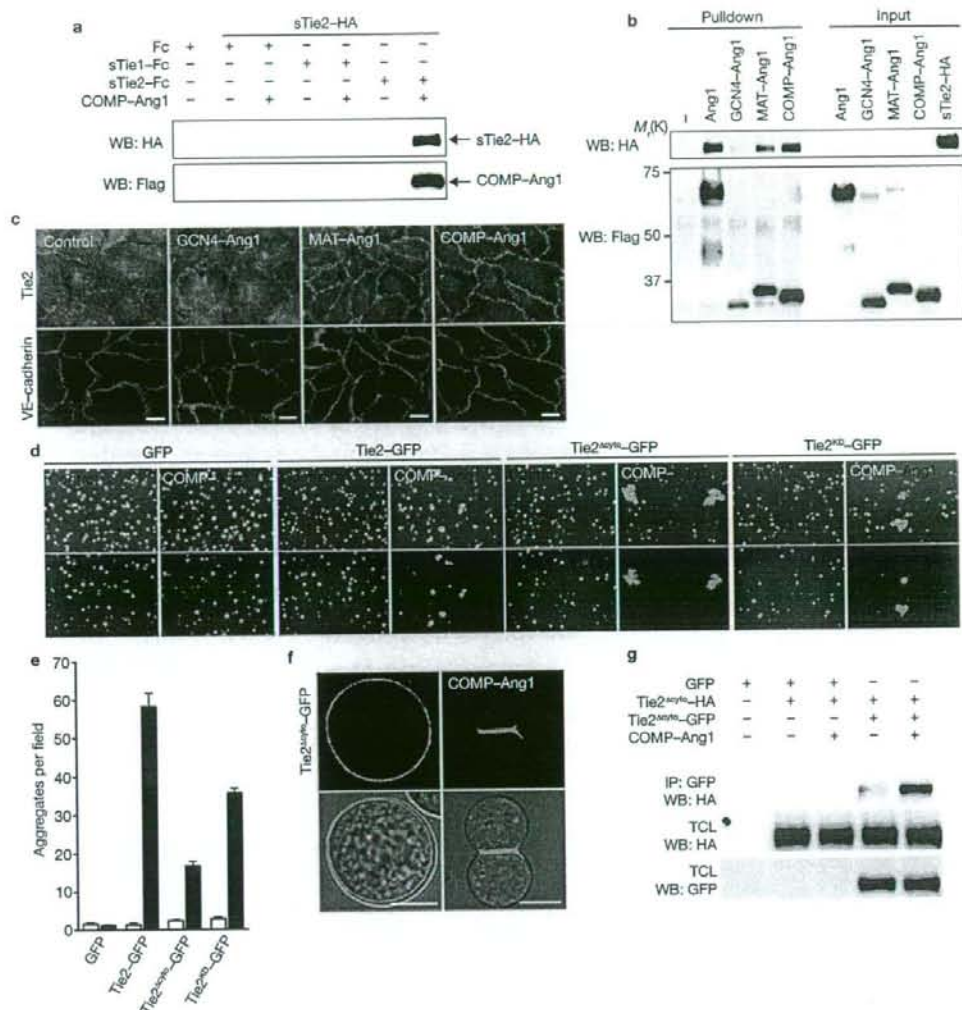 a
sTie2–HA
Fc + + + – – – –
sTie1–Fc – – – + + – –
sTie2–Fc – – – – – + +
COMP–Ang1 – – + – + – +
WB: HA
sTie2–HA
WB: Flag
COMP–Ang1
b
Pulldown Input
– Ang1 GCN4–Ang1 MAT–Ang1 COMP–Ang1 Ang1 GCN4–Ang1 MAT–Ang1 COMP–Ang1 sTie2–HA
Mr(K)
WB: HA
75
WB: Flag
50
37
c
Control GCN4–Ang1 MAT–Ang1 COMP–Ang1
Tie2
VE–cadherin
d
GFP Tie2–GFP Tie2Δcyto–GFP Tie2KD–GFP
COMP– COMP– COMP– COMP–
e
Aggregates per field
70
60
50
40
30
20
10
0
GFP Tie2–GFP Tie2Δcyto–GFP Tie2KD–GFP
f
Tie2Δcyto–GFP
COMP–Ang1
g
GFP + + + – –
Tie2Δcyto–HA – + + + +
Tie2Δcyto–GFP – – – + +
COMP–Ang1 – – + – +
IP: GFP
WB: HA
TCL
WB: HA
TCL
WB: GFP